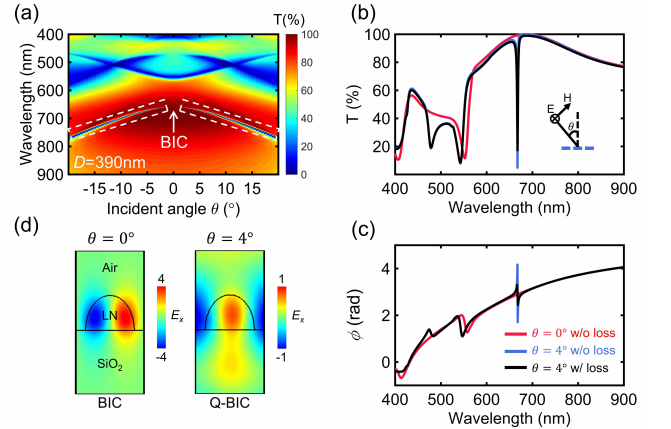 (a)
T(%)
400
500
600
700
800
900
Wavelength (nm)
BIC
D=390nm
-15
-10
-5
0
5
10
15
Incident angle θ (°)
100
80
60
40
20
0
(b)
100
80
60
40
20
T (%)
E
H
θ
400 500 600 700 800 900
Wavelength (nm)
(d)
θ = 0°
θ = 4°
Air
LN
SiO2
4
Ex
-4
1
Ex
-1
BIC
Q-BIC
(c)
4
2
0
ϕ (rad)
θ = 0° w/o loss
θ = 4° w/o loss
θ = 4° w/ loss
400 500 600 700 800 900
Wavelength (nm)